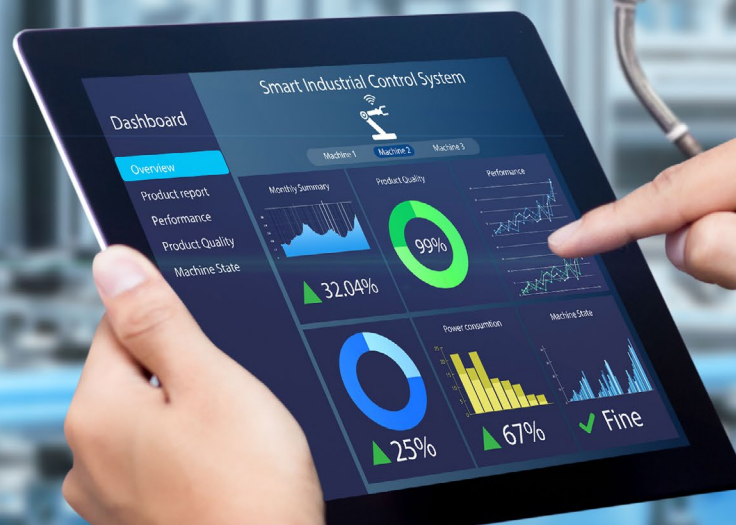 Smart Industrial Control System
Dashboard
Machine 1
Machine 2
Machine 3
Overview
Product report
Performance
Product Quality
Machine State
Monthly Summary
32.04%
Product Quality
99%
Performance
25%
Power consumtion
67%
Machine State
Fine